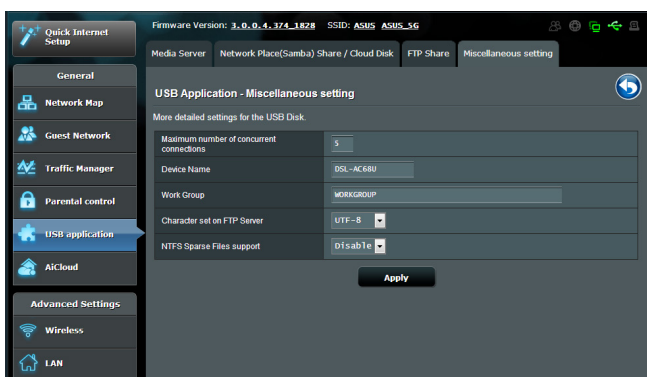 Quick Internet
Setup
Firmware Version: 3.0.0.4.374_1828 SSID: ASUS ASUS_5G
Media Server Network Place(Samba) Share / Cloud Disk FTP Share Miscellaneous setting
General
Network Map
Guest Network
Traffic Manager
Parental control
USB application
AiCloud
Advanced Settings
Wireless
LAN
USB Application - Miscellaneous setting
More detailed settings for the USB Disk.
Maximum number of concurrent
connections
5
Device Name DSL-AC68U
Work Group WORKGROUP
Character set on FTP Server UTF-8
NTFS Sparse Files support Disable
Apply